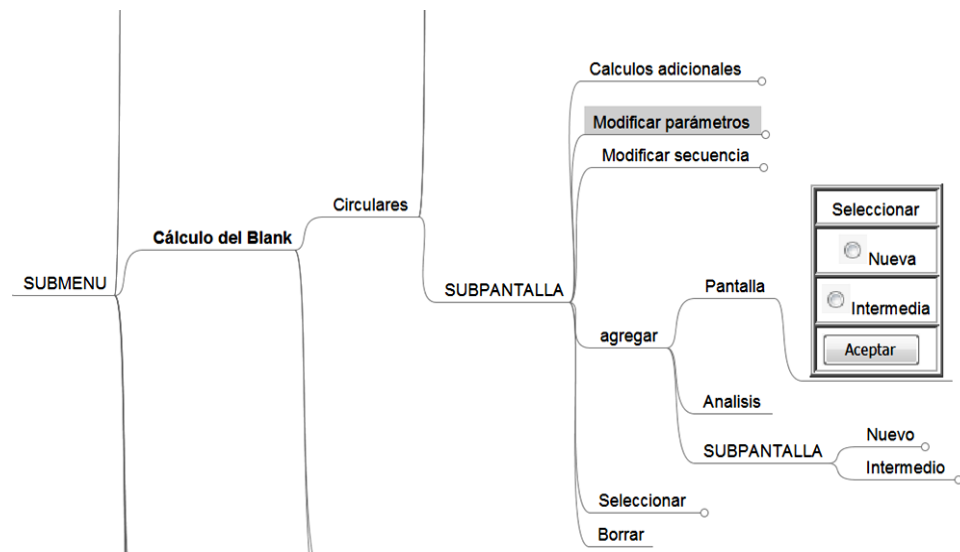 Calculos adicionales
Modificar parámetros
Modificar secuencia
Circulares
Cálculo del Blank
SUBMENU
SUBPANTALLA
agregar
Pantalla
Seleccionar
Nueva
Intermedia
Aceptar
Analisis
SUBPANTALLA
Nuevo
Intermedio
Seleccionar
Borrar